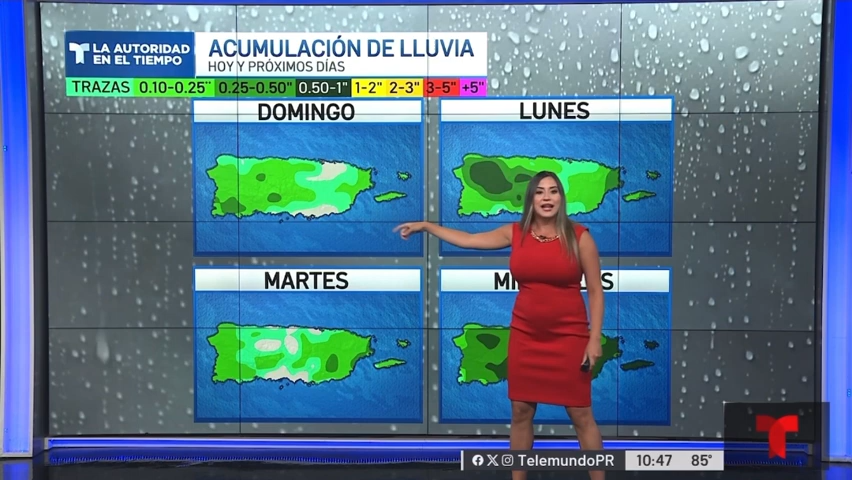 LA AUTORIDAD
EN EL TIEMPO
ACUMULACIÓN DE LLUVIA
HOY Y PRÓXIMOS DÍAS
TRAZAS 0.10-0.25" 0.25-0.50" 0.50-1" 1-2" 2-3" 3-5" +5"
DOMINGO LUNES
MARTES
TelemundoPR 10:47 85°